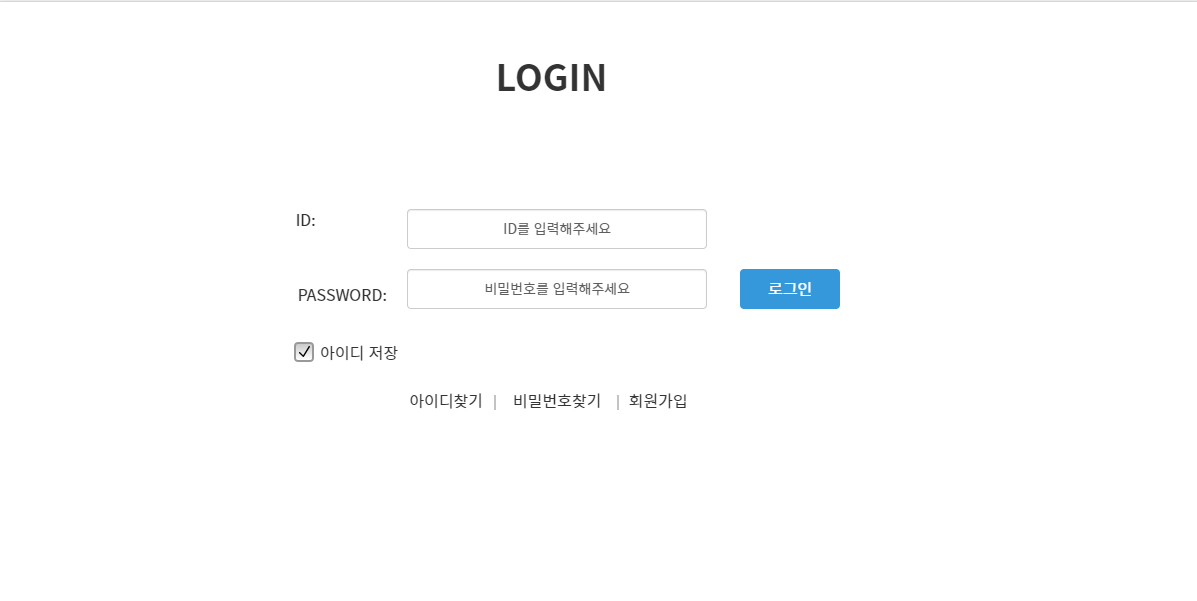 LOGIN
ID:
ID를 입력해주세요
PASSWORD:
비밀번호를 입력해주세요
로그인
아이디 저장
아이디찾기 | 비밀번호찾기 | 회원가입